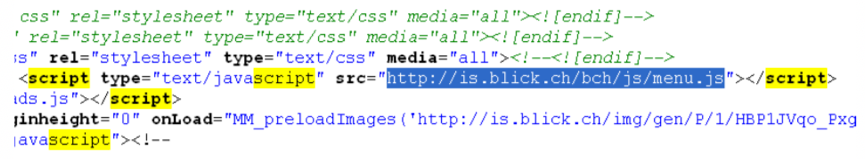 css" rel="stylesheet" type="text/css" media="all"><![endif]-->
' rel="stylesheet" type="text/css" media="all"><![endif]-->
ss" rel="stylesheet" type="text/css" media="all"><!--<![endif]-->
<script type="text/javascript" src="http://is.blick.ch/bch/js/menu.js"></script>
ads.js"></script>
ginheight="0" onLoad="MM_preloadImages('http://is.blick.ch/img/gen/P/1/HBP1JVqo_Pxg
javascript"><!--